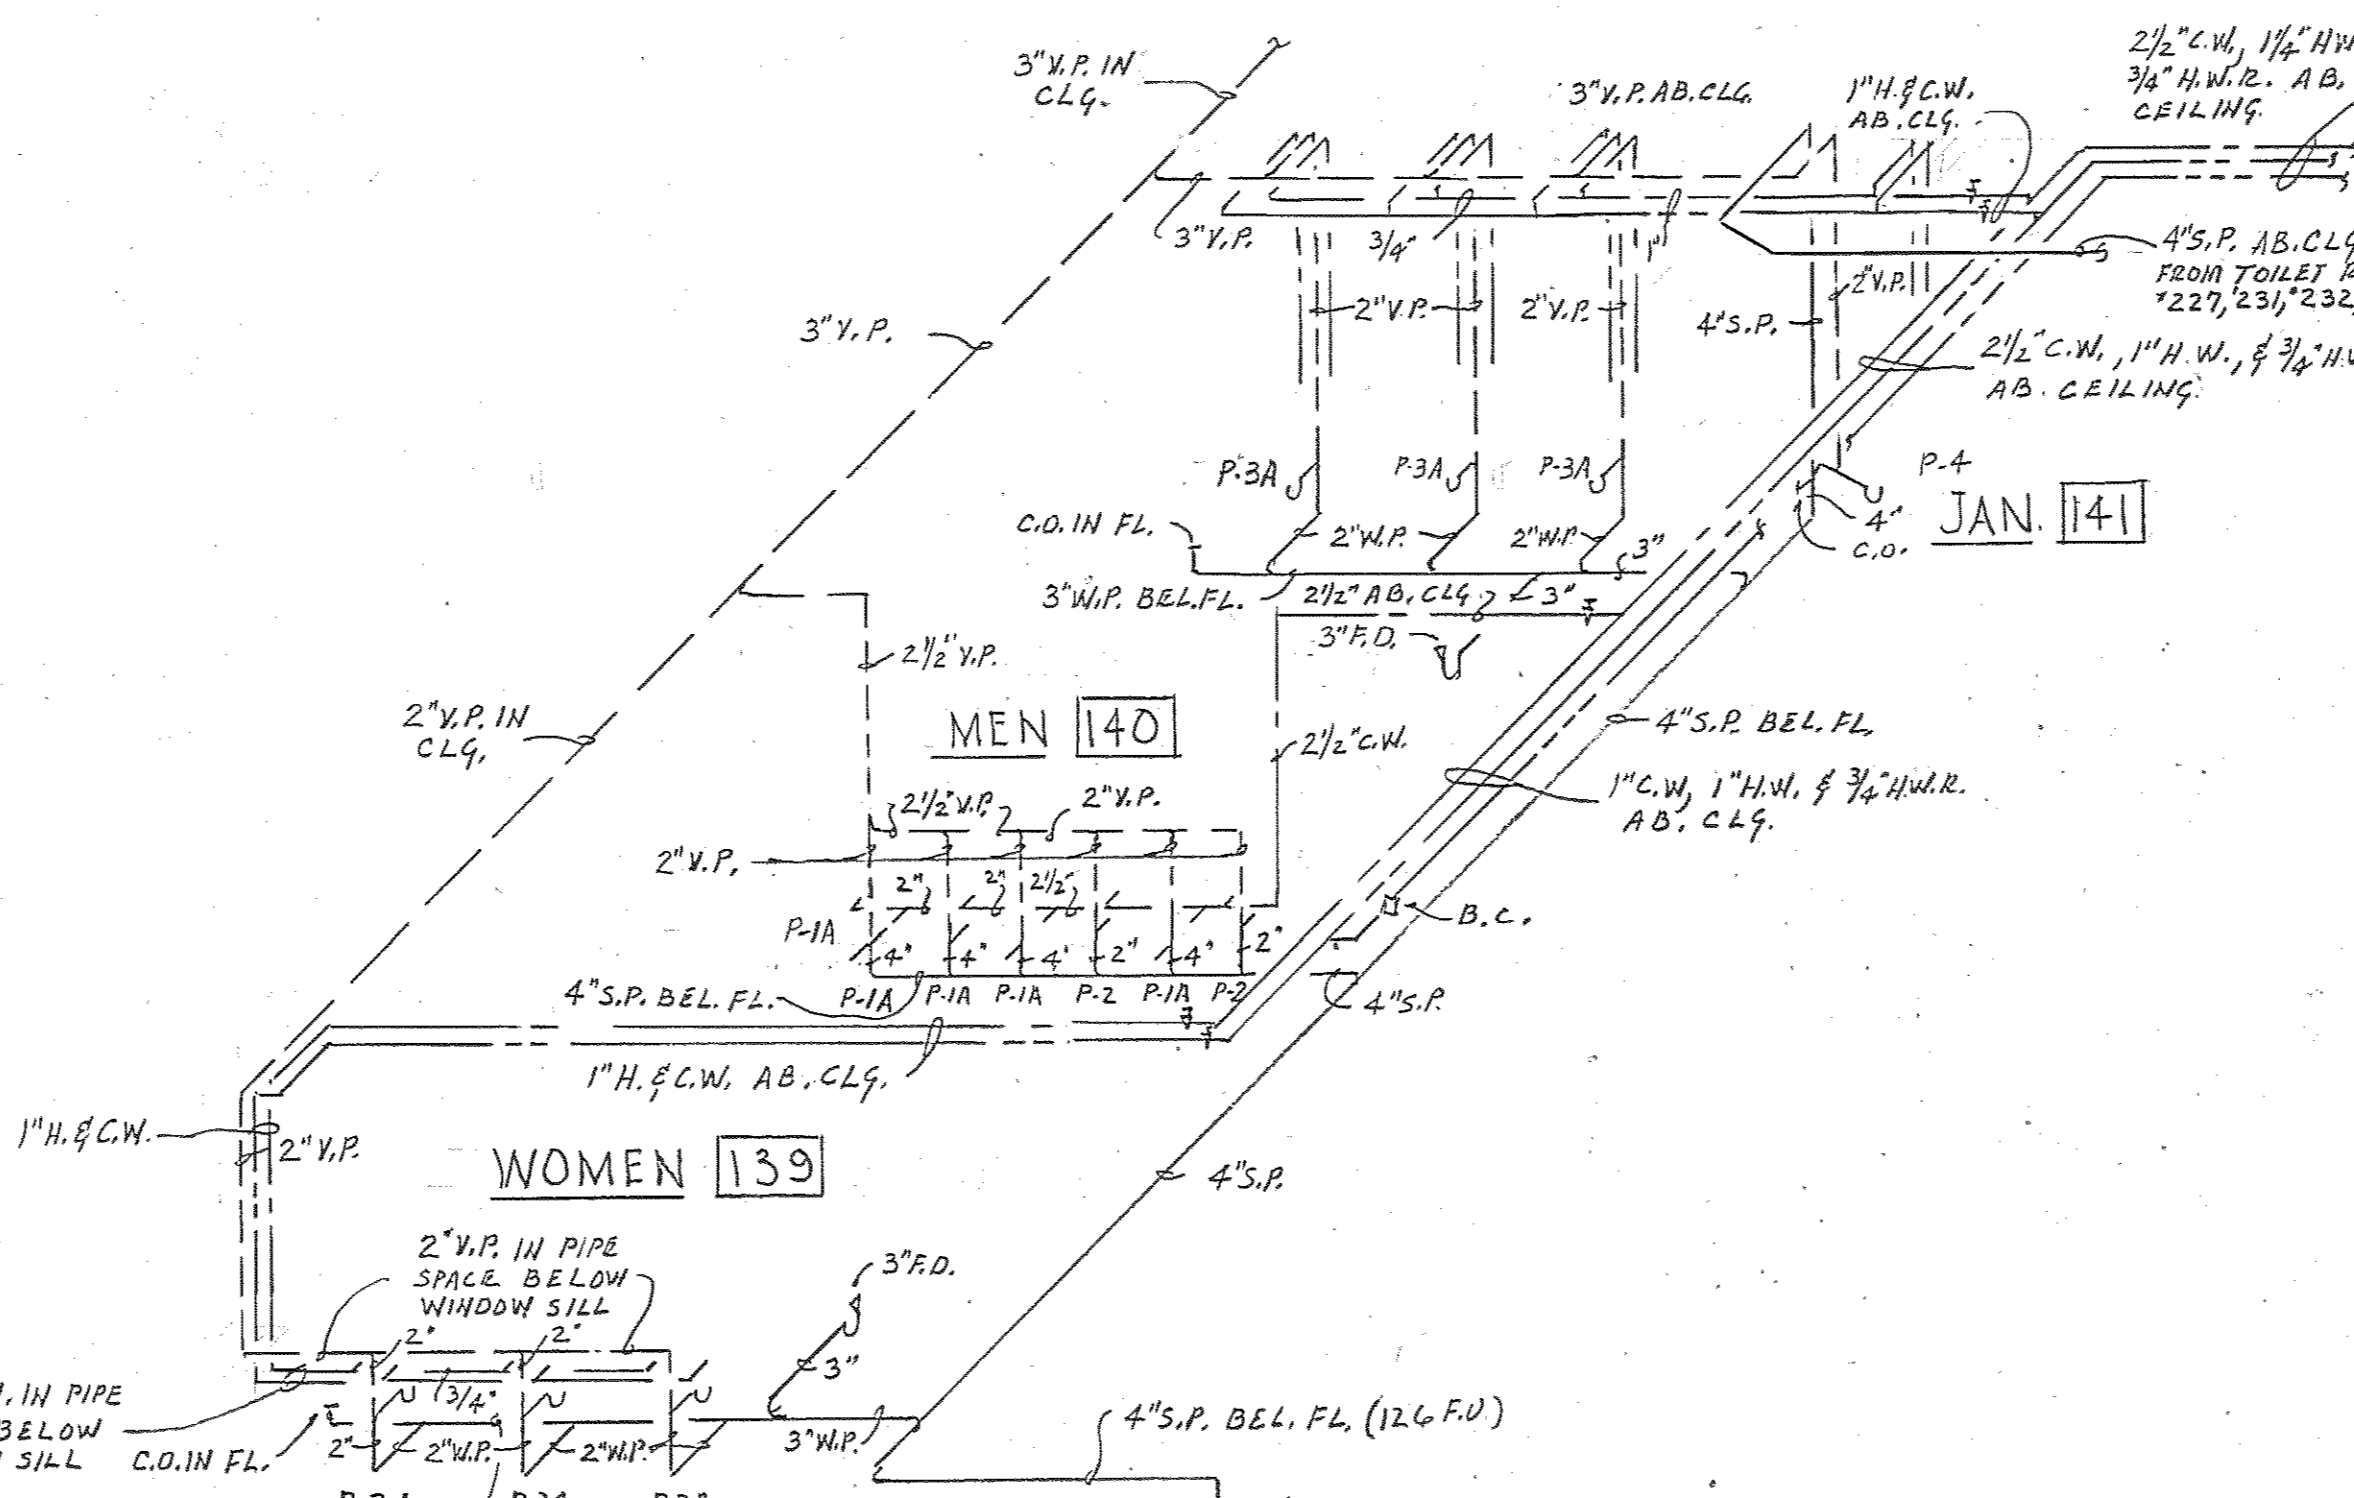 3"V.P. IN
CLG.
3"V.P. AB.CLG.
1"H.&C.W.
AB.CLG.
2½"C.W., 1¼"HW
¾"H.W.R. AB.
CEILING.
3"V.P.
3/4"
1"
4"S.P. AB.CLG
FROM TOILET
*227,*231,*232,
3"V.P.
2"V.P.
2"V.P.
4"S.P.
2"V.P.
2½"C.W., 1"H.W., & ¾"H.W
AB. CEILING.
P-3A
P-3A
P-3A
P-4
C.O. IN FL.
2"W.P.
2"W.P.
3"
4"
C.O.
JAN. 141
3"W.P. BEL.FL.
2½" AB. CLG.
3"
3"F.D.
2½"V.P.
2"V.P. IN
CLG.
MEN 140
2½"C.W.
4"S.P. BEL. FL.
2½"V.P.
2"V.P.
1"C.W, 1"H.W. & ¾"H.W.R.
AB. CLG.
2"V.P.
2"
2"
2½"
P-1A
4"
4"
4"
2"
4"
2"
B.C.
4"S.P. BEL. FL.
P-1A
P-1A
P-1A
P-2
P-1A
P-2
4"S.P.
1"H.&C.W. AB.CLG.
1"H.&C.W.
2"V.P.
WOMEN 139
4"S.P.
2"V.P. IN PIPE
SPACE BELOW
WINDOW SILL
3"F.D.
2"
2"
3"
IN PIPE
BELOW
SILL
3/4"
C.O.IN FL.
2"
2"W.P.
2"W.P.
3"W.P.
4"S.P. BEL. FL. (126 F.U.)